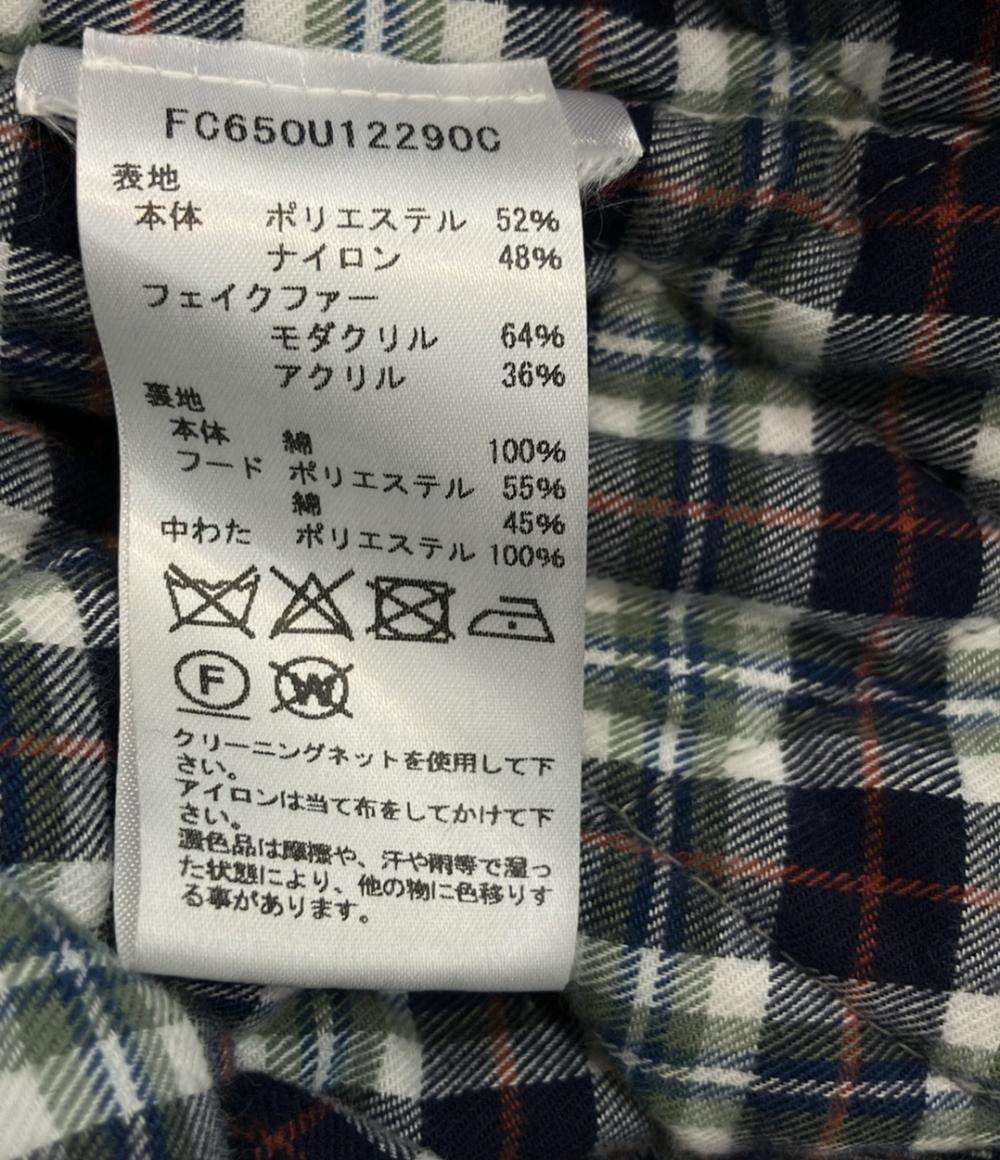 FC650U12290C
表地
本体 ポリエステル 52%
ナイロン 48%
フェイクファー
モダクリル 64%
アクリル 36%
裏地
本体 綿 100%
フード ポリエステル 55%
綿 45%
中わた ポリエステル 100%
F
W
クリーニングネットを使用して下
さい。
アイロンは当て布をしてかけて下
さい。
濃色品は摩擦や、汗や雨等で湿っ
た状態により、他の物に色移りす
る事があります。